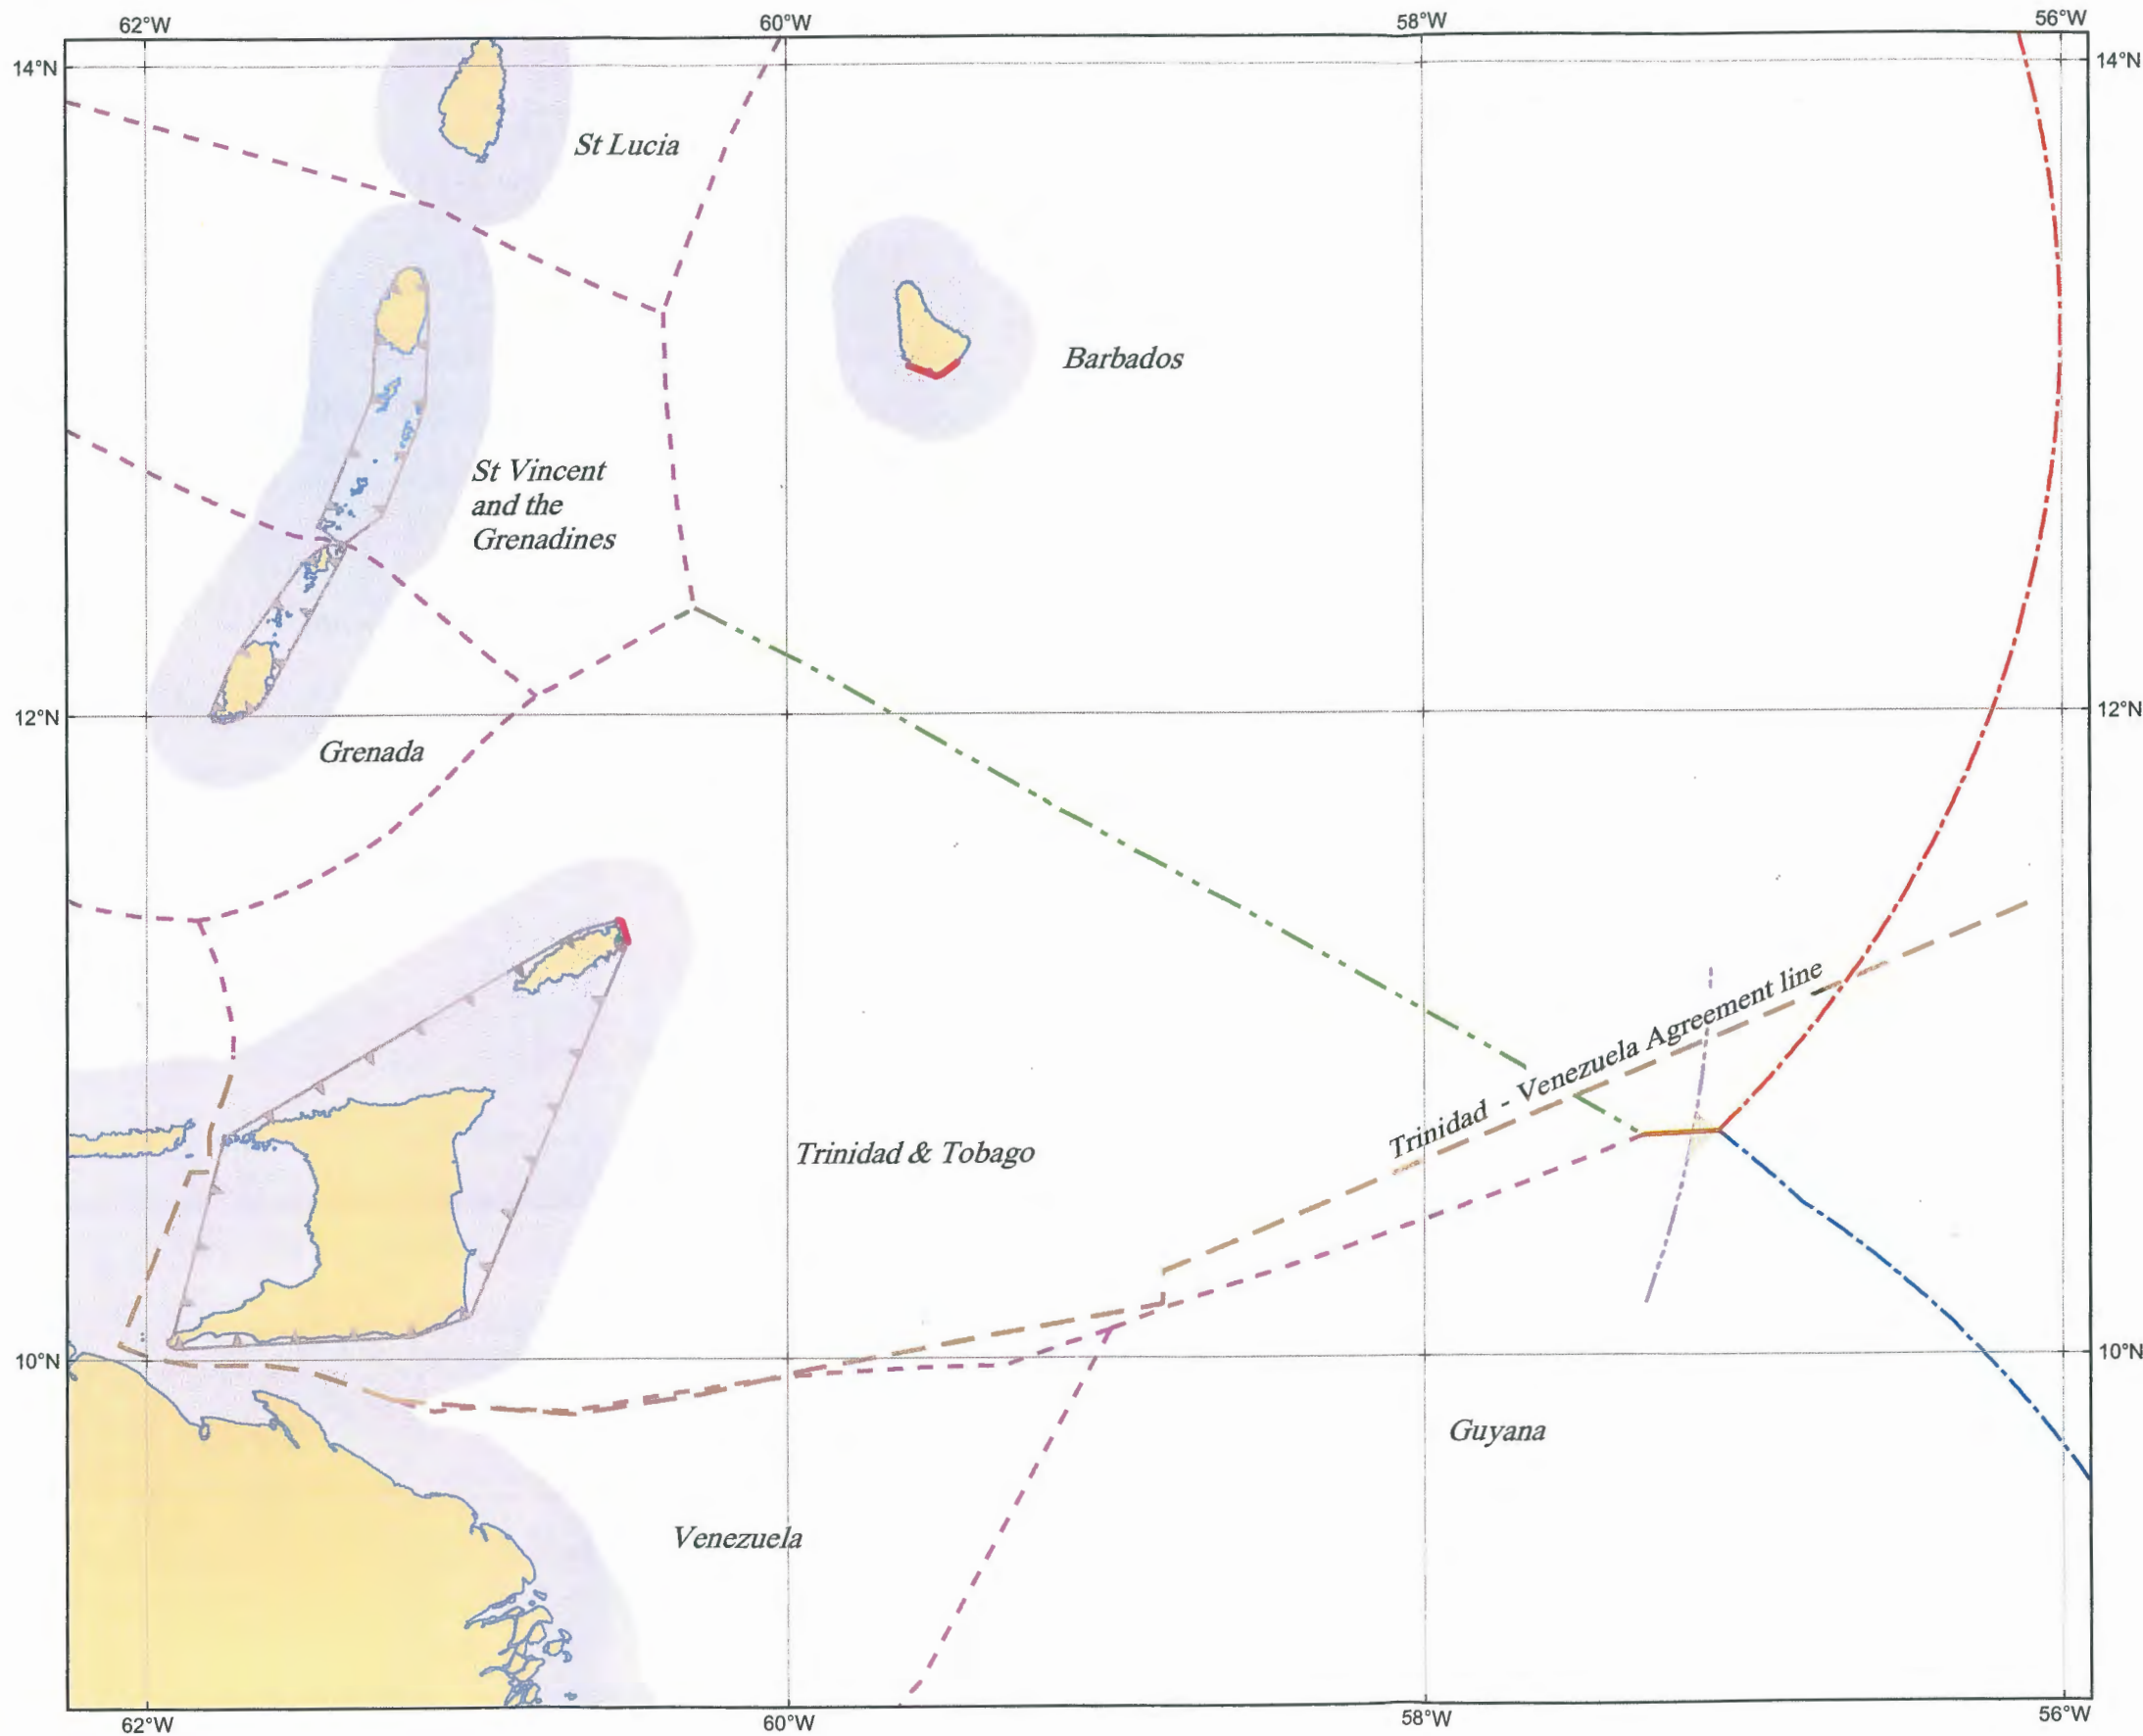 62°W
60°W
58°W
56°W
14°N
14°N
St Lucia
Barbados
St Vincent
and the
Grenadines
12°N
12°N
Grenada
Trinidad - Venezuela Agreement line
Trinidad & Tobago
10°N
10°N
Guyana
Venezuela
62°W
60°W
58°W
56°W